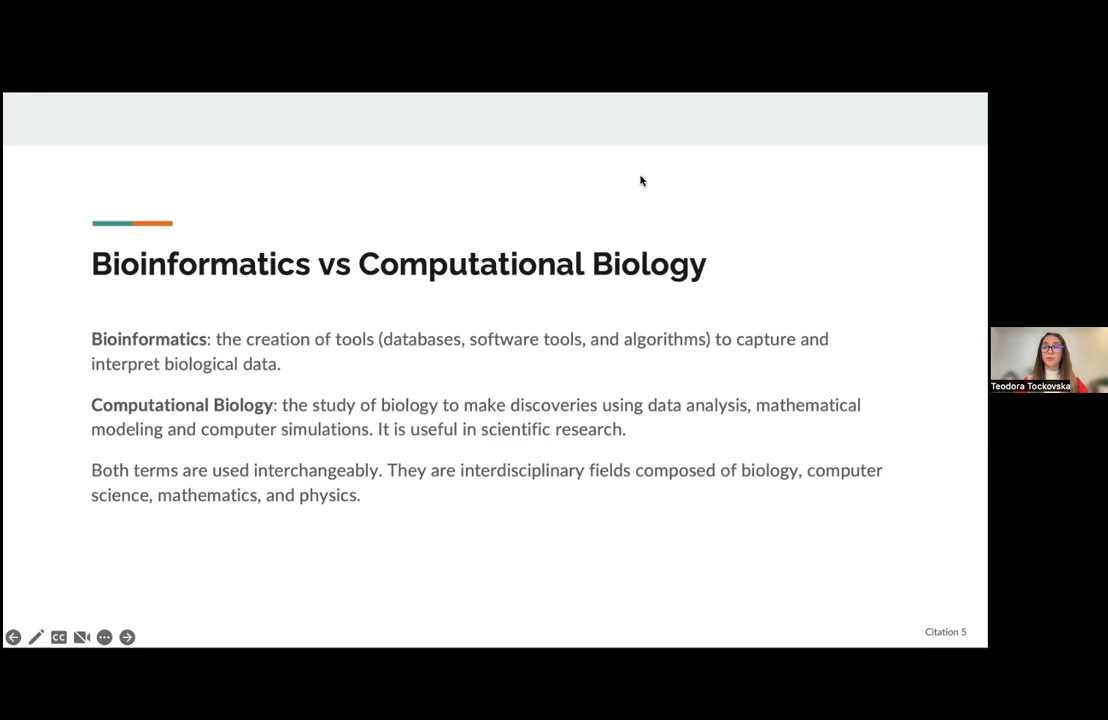 Bioinformatics vs Computational Biology
Bioinformatics: the creation of tools (databases, software tools, and algorithms) to capture and
interpret biological data.
Computational Biology: the study of biology to make discoveries using data analysis, mathematical
modeling and computer simulations. It is useful in scientific research.
Both terms are used interchangeably. They are interdisciplinary fields composed of biology, computer
science, mathematics, and physics.
Teodora Tockovska
CC
Citation 5